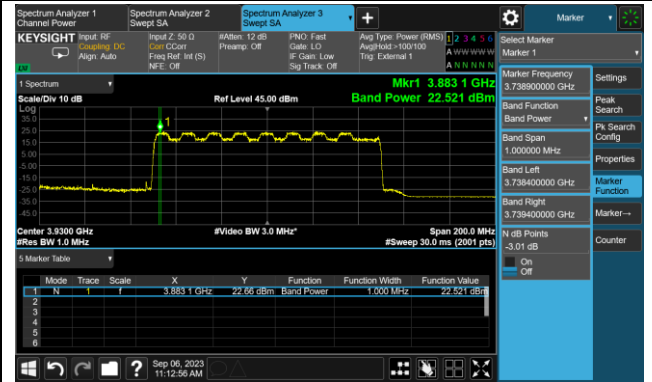 Spectrum Analyzer 1
Channel Power
Spectrum Analyzer 2
Swept SA
Spectrum Analyzer 3
Swept SA
Marker
KEYSIGHT
Input: RF
Coupling: DC
Align: Auto
Input Z: 50 Ω
Corr CCorr
Freq Ref: Int (S)
NFE: Off
#Atten: 12 dB
Preamp: Off
PNO: Fast
Gate: LO
IF Gain: Low
Sig Track: Off
Avg Type: Power (RMS)
Avg|Hold >100/100
Trig: External 1
1 2 3 4 5 6
A W W W W W
A N N N N N
Select Marker
Marker 1
1 Spectrum
Scale/Div 10 dB
Log
Ref Level 45.00 dBm
Mkr1 3.883 1 GHz
Band Power 22.521 dBm
35.0
25.0
15.0
5.00
-5.00
-15.0
-25.0
-35.0
-45.0
1
Center 3.9300 GHz
#Res BW 1.0 MHz
#Video BW 3.0 MHz*
Span 200.0 MHz
#Sweep 30.0 ms (2001 pts)
5 Marker Table
Mode Trace Scale X Y Function Function Width Function Value
1 N 1 f 3.883 1 GHz 22.66 dBm Band Power 1.000 MHz 22.521 dBm
2
3
4
5
6
Marker Frequency
3.738900000 GHz
Band Function
Band Power
Band Span
1.000000 MHz
Band Left
3.738400000 GHz
Band Right
3.739400000 GHz
N dB Points
-3.01 dB
On
Off
Settings
Peak
Search
Pk Search
Config
Properties
Marker
Function
Marker→
Counter
?
Sep 06, 2023
11:12:56 AM